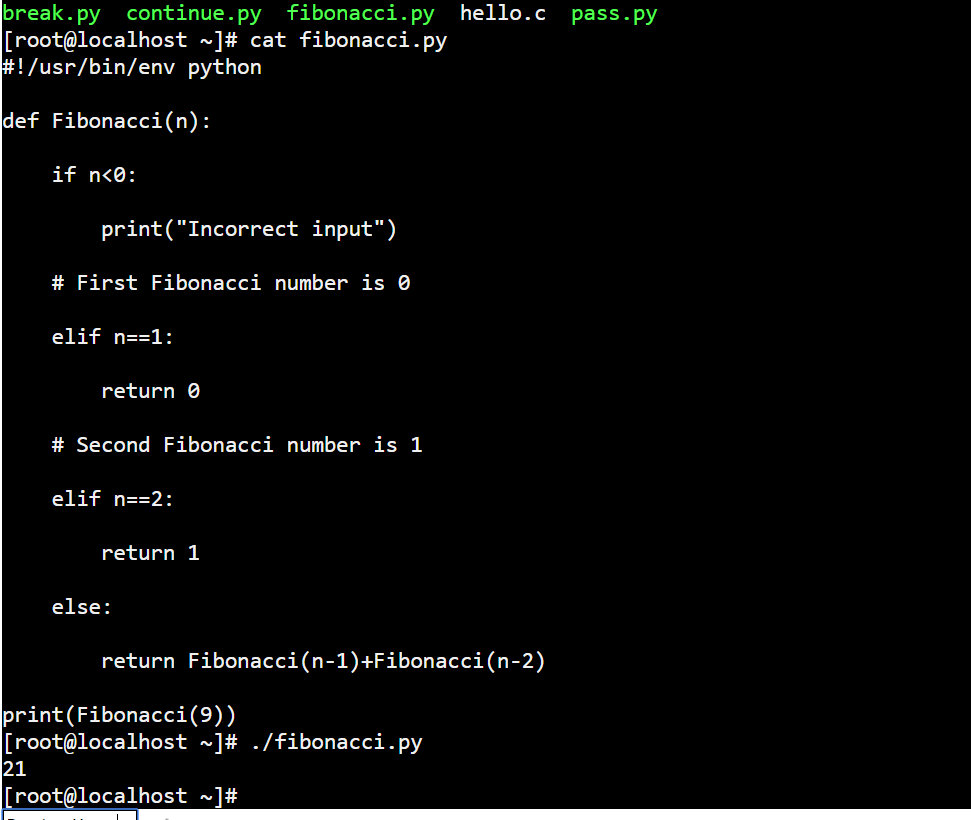 break.py  continue.py  fibonacci.py  hello.c  pass.py
[root@localhost ~]# cat fibonacci.py
#!/usr/bin/env python
def Fibonacci(n):
    if n<0:
        print("Incorrect input")
    # First Fibonacci number is 0
    elif n==1:
        return 0
    # Second Fibonacci number is 1
    elif n==2:
        return 1
    else:
        return Fibonacci(n-1)+Fibonacci(n-2)
print(Fibonacci(9))
[root@localhost ~]# ./fibonacci.py
21
[root@localhost ~]#